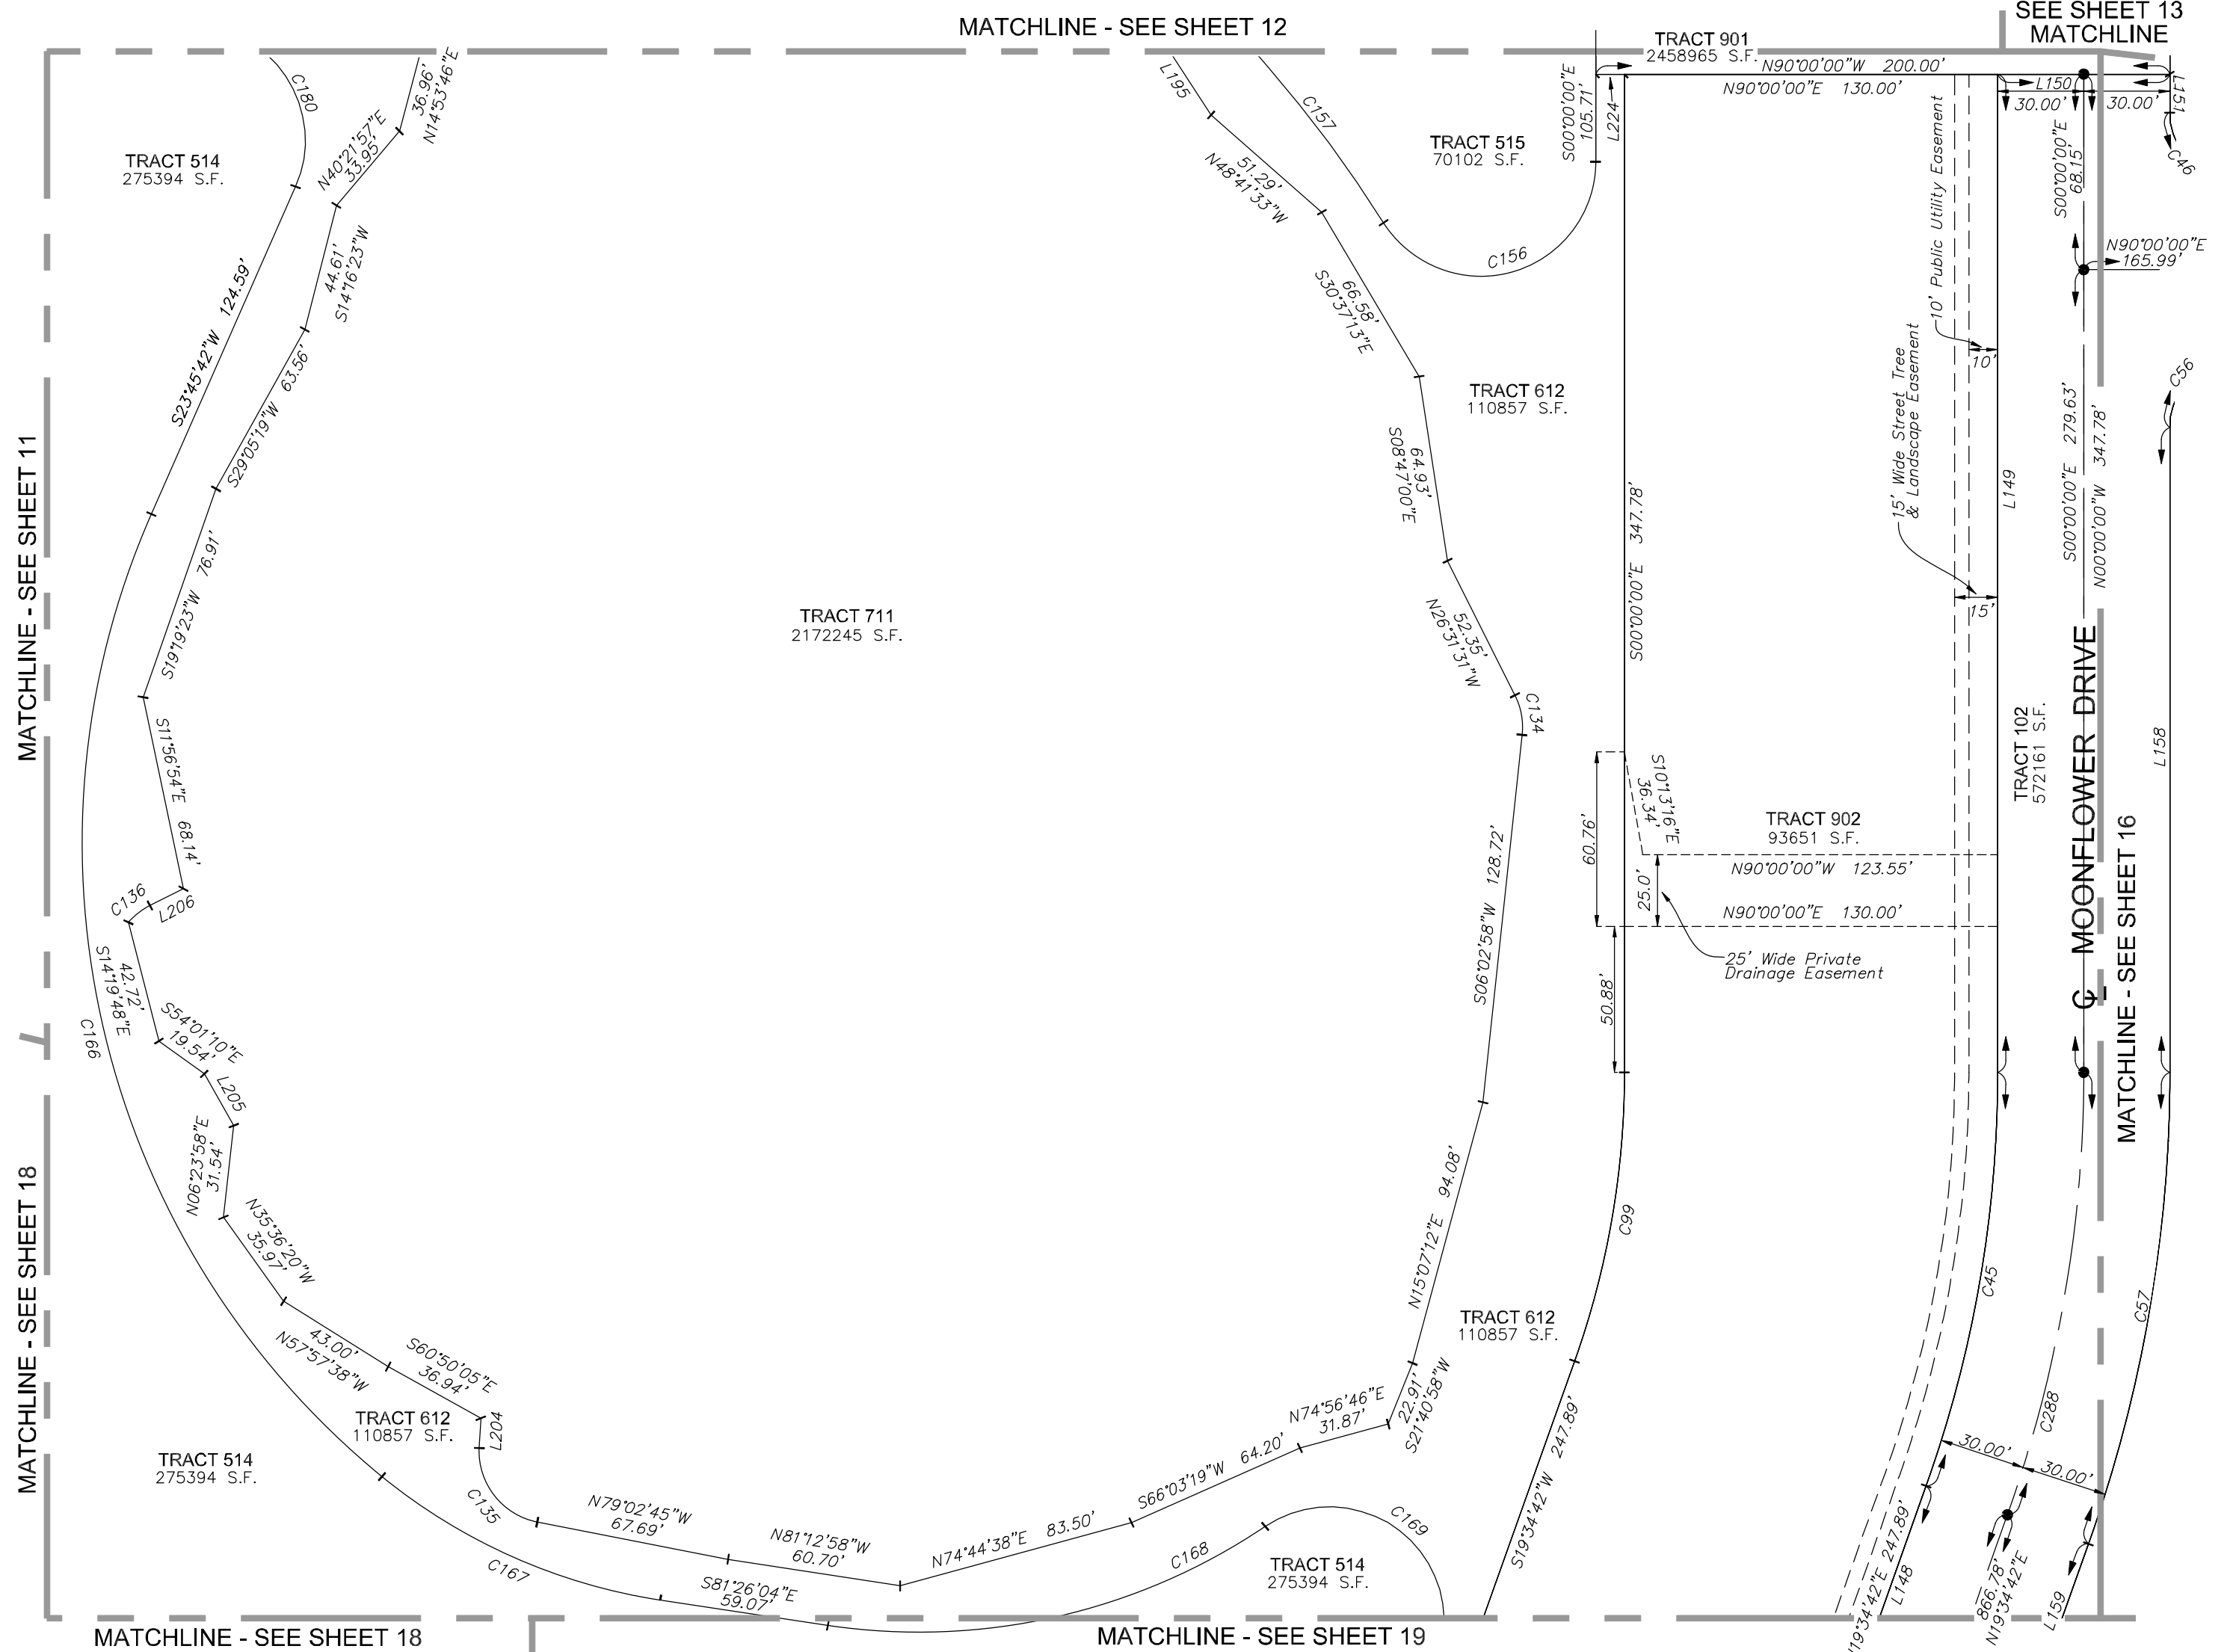 MATCHLINE - SEE SHEET 12
SEE SHEET 13
MATCHLINE
TRACT 901
2458965 S.F.
N90°00'00"W 200.00'
N90°00'00"E 130.00'
L150
30.00'
30.00'
L151
C46
S00°00'00"E
68.15'
N90°00'00"E
165.99'
C56
S00°00'00"E
105.71'
L224
C180
36.96'
N14°53'46"E
N40°21'57"E
33.95'
TRACT 514
275394 S.F.
44.61'
S14°16'23"W
S23°45'42"W 124.59'
S29°05'19"W 63.56'
S19°19'23"W 76.91'
S11°56'54"E 68.14'
C136
L206
42.72'
S14°19'48"E
C166
S54°01'10"E
19.54'
L205
N06°23'58"E
31.54'
N35°36'20"W
35.97'
43.00'
N57°57'38"W
S60°50'05"E
36.94'
TRACT 612
110857 S.F.
L204
TRACT 514
275394 S.F.
C135
N79°02'45"W
67.69'
C167
N81°12'58"W
60.70'
S81°26'04"E
59.07'
N74°44'38"E 83.50'
S66°03'19"W 64.20'
N74°56'46"E
31.87'
22.91'
S21°40'58"W
C168
C169
TRACT 514
275394 S.F.
TRACT 711
2172245 S.F.
L195
C157
TRACT 515
70102 S.F.
51.29'
N48°41'33"W
C156
66.58'
S30°37'13"E
TRACT 612
110857 S.F.
64.93'
S08°47'00"E
52.35'
N26°31'31"W
C134
S06°02'58"W 128.72'
N15°07'12"E 94.08'
TRACT 612
110857 S.F.
S00°00'00"E 347.78'
S10°13'16"E
36.34'
60.76'
50.88'
25.0'
TRACT 902
93651 S.F.
N90°00'00"W 123.55'
N90°00'00"E 130.00'
25' Wide Private
Drainage Easement
10' Public Utility Easement
15' Wide Street Tree
& Landscape Easement
10'
15'
L149
TRACT 102
572161 S.F.
S00°00'00"E 279.63'
N00°00'00"W 347.78'
℄ MOONFLOWER DRIVE
L158
MATCHLINE - SEE SHEET 16
C99
C45
C57
C288
30.00'
30.00'
S19°34'42"W 247.89'
N19°34'42"E 247.89'
L148
866.78'
N19°34'42"E
L159
MATCHLINE - SEE SHEET 11
MATCHLINE - SEE SHEET 18
MATCHLINE - SEE SHEET 18
MATCHLINE - SEE SHEET 19